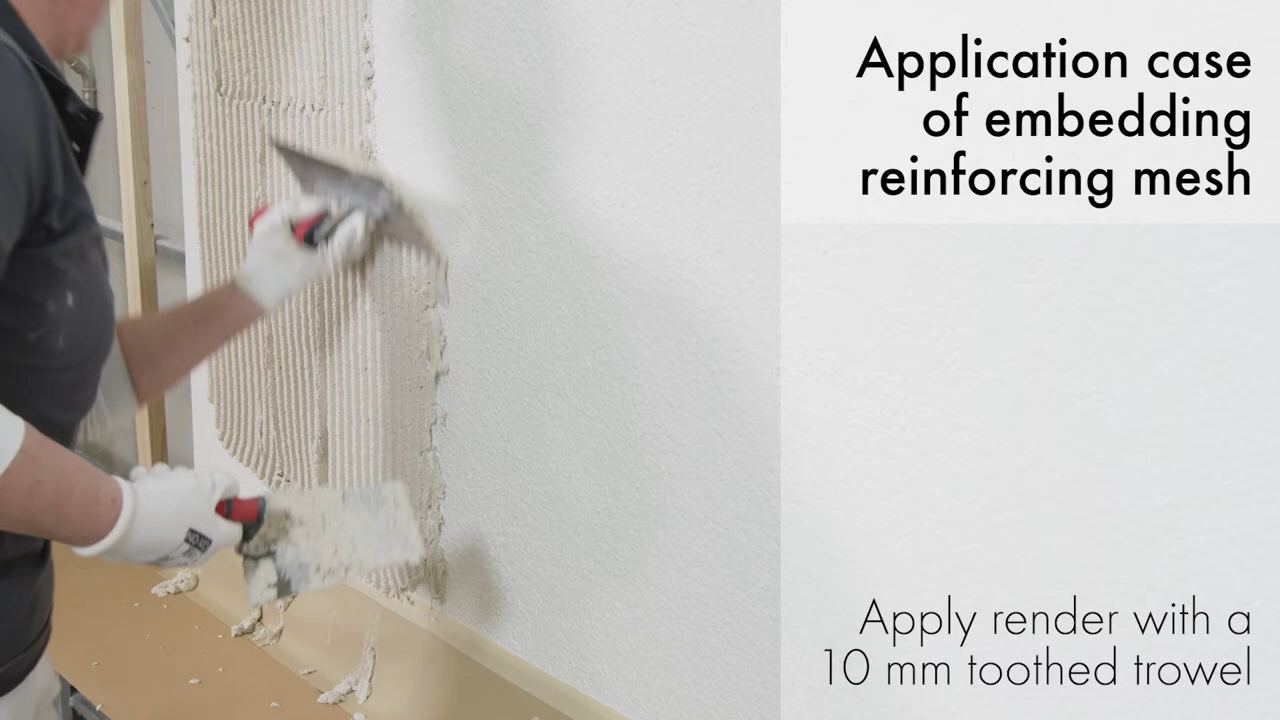 Application case
of embedding
reinforcing mesh
Apply render with a
10 mm toothed trowel